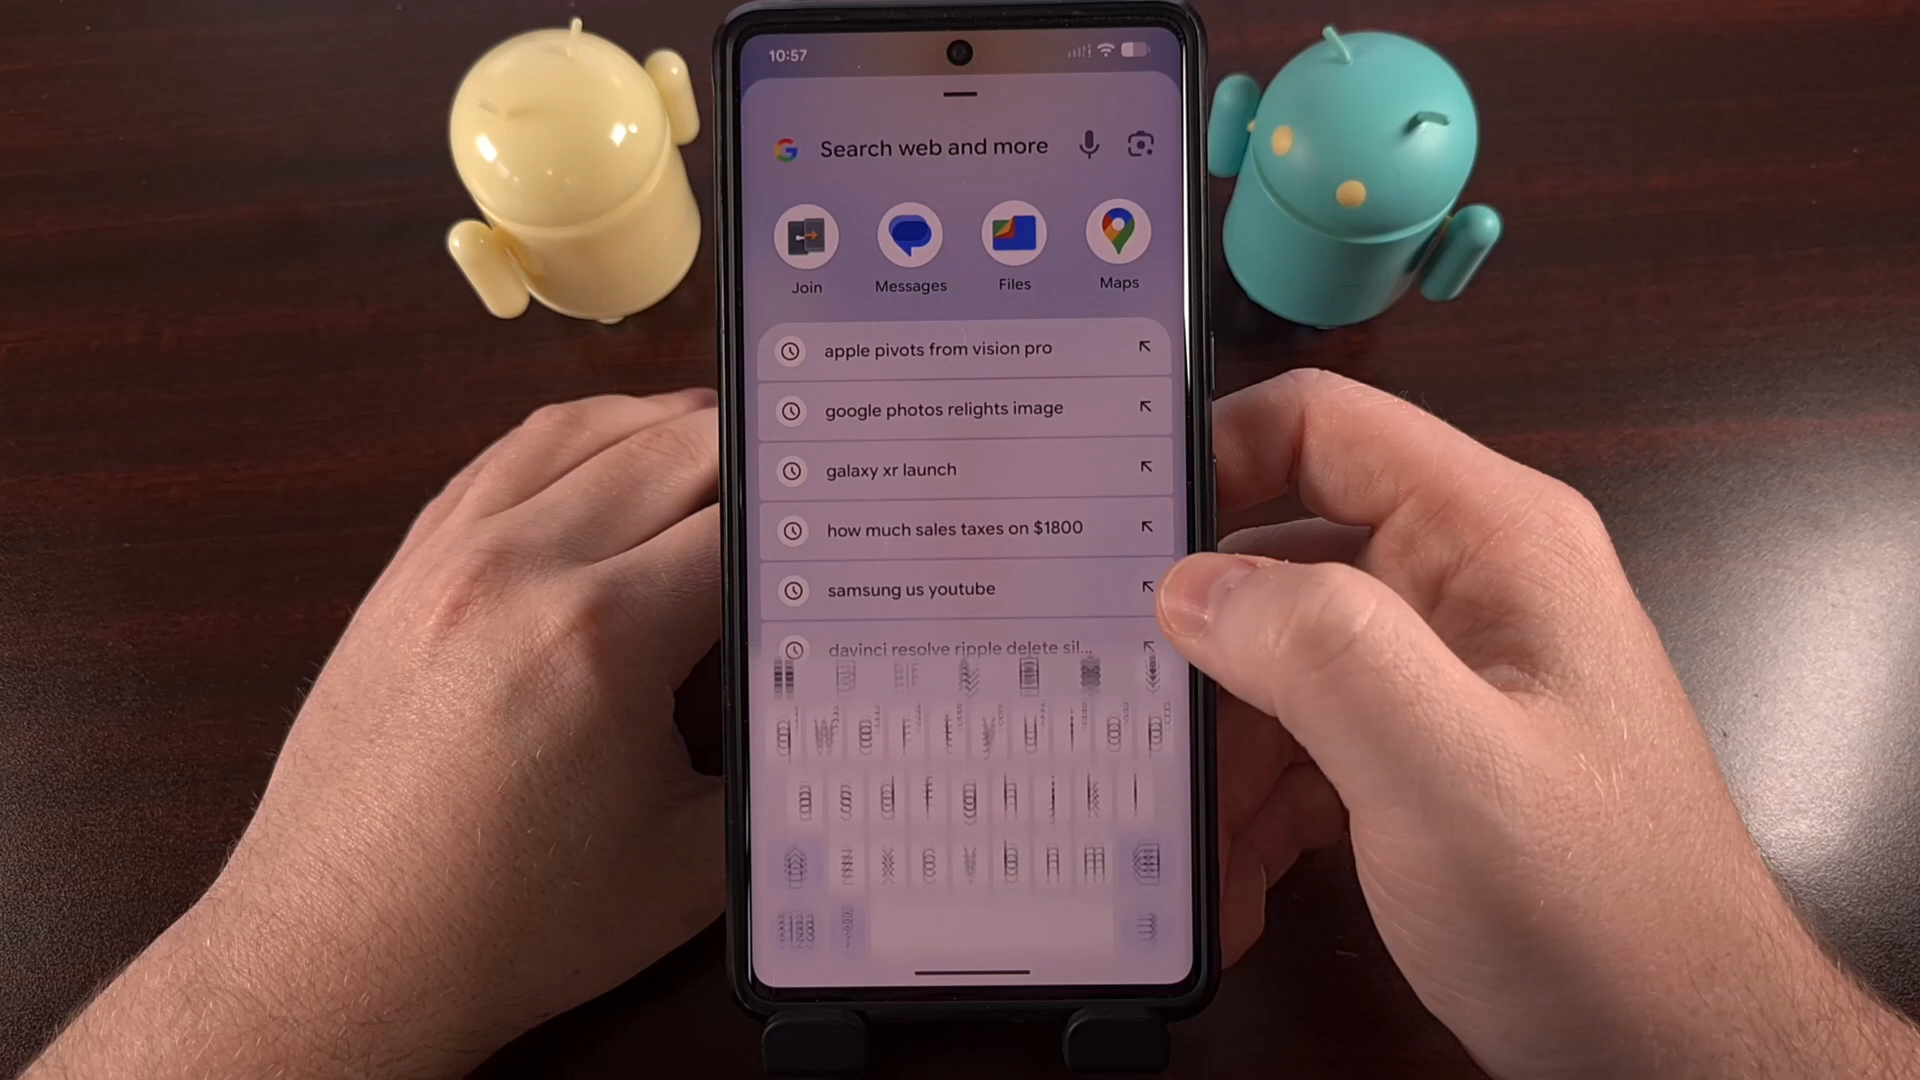 10:57
Search web and more
Join
Messages
Files
Maps
apple pivots from vision pro
google photos relights image
galaxy xr launch
how much sales taxes on $1800
samsung us youtube
davinci resolve ripple delete sil...